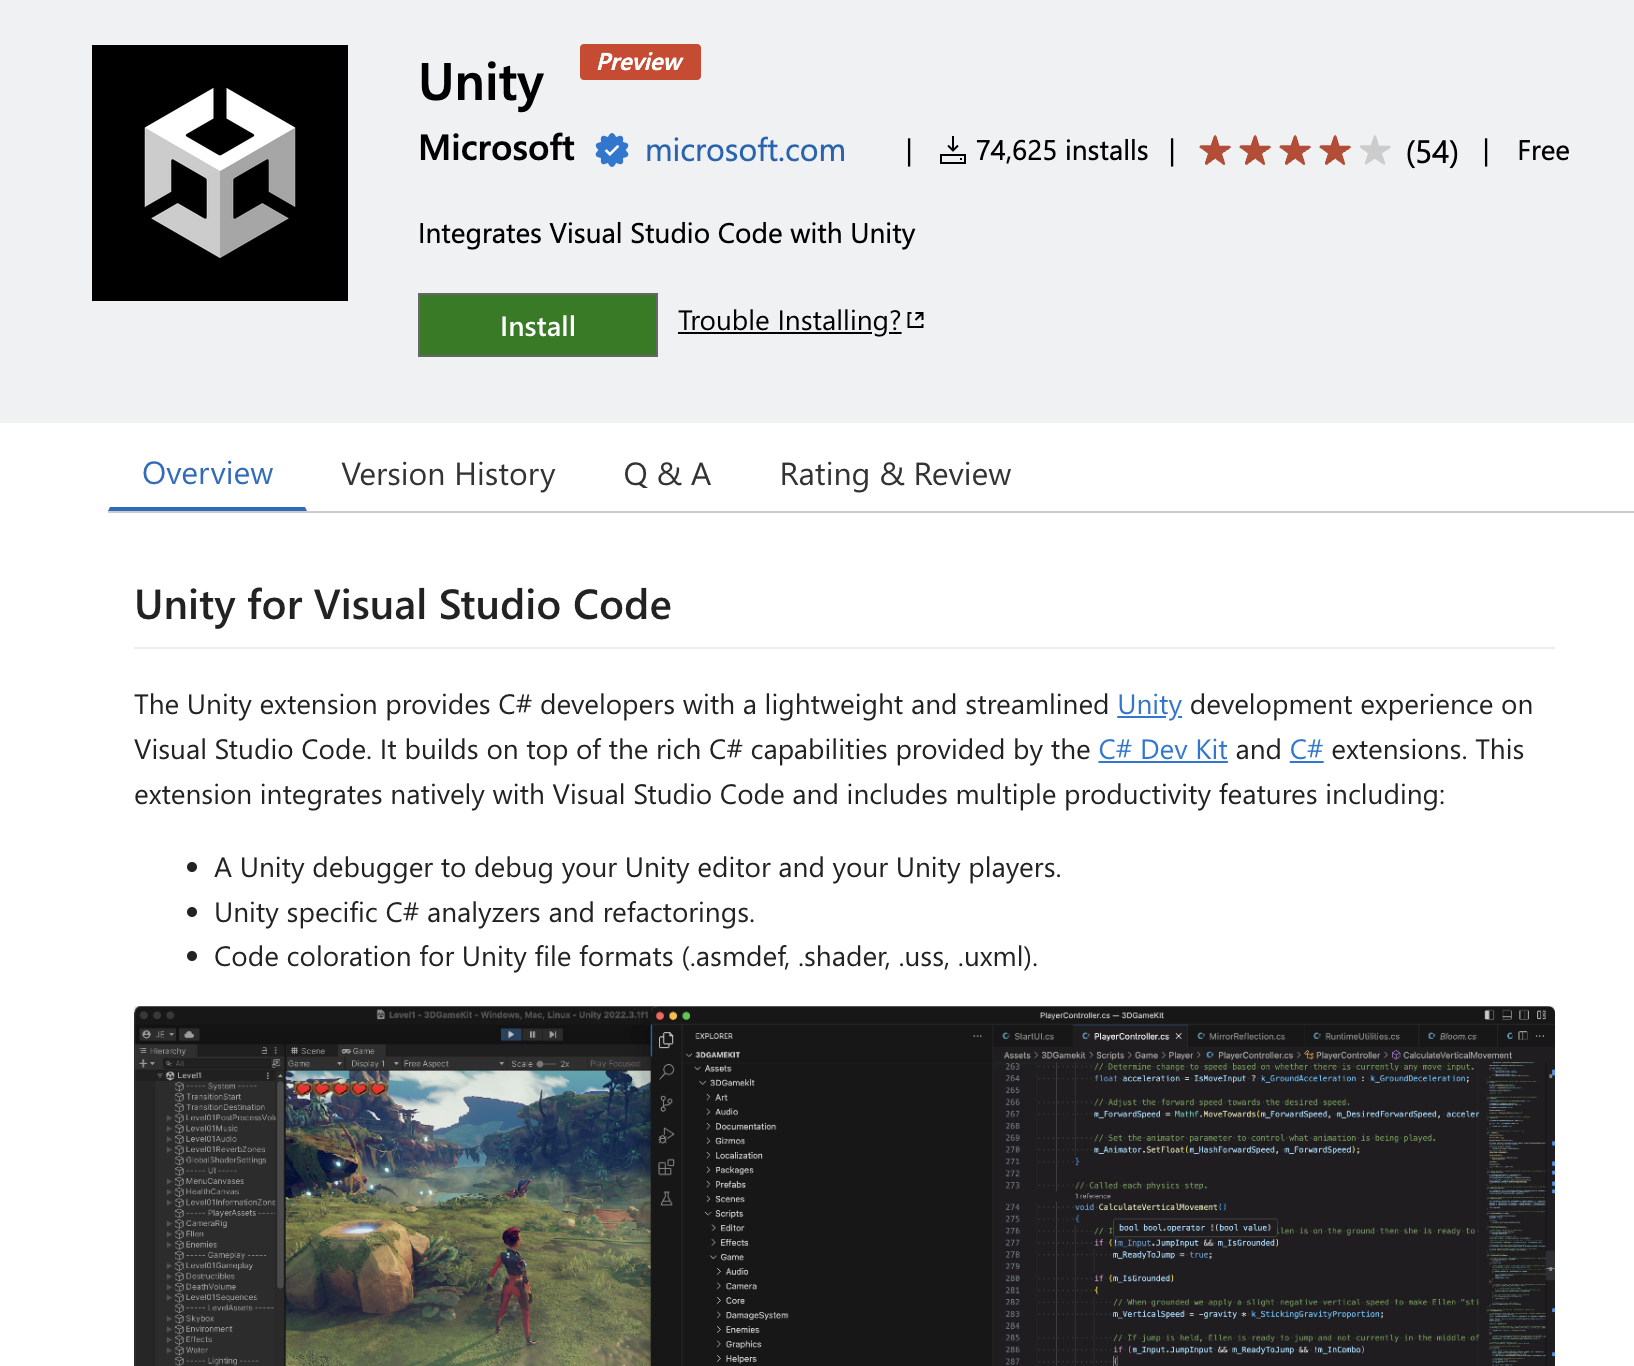 Unity
Preview
Microsoft microsoft.com | 74,625 installs | (54) | Free
Integrates Visual Studio Code with Unity
Install
Trouble Installing?
Overview
Version History
Q & A
Rating & Review
Unity for Visual Studio Code
The Unity extension provides C# developers with a lightweight and streamlined Unity development experience on
Visual Studio Code. It builds on top of the rich C# capabilities provided by the C# Dev Kit and C# extensions. This
extension integrates natively with Visual Studio Code and includes multiple productivity features including:
A Unity debugger to debug your Unity editor and your Unity players.
Unity specific C# analyzers and refactorings.
Code coloration for Unity file formats (.asmdef, .shader, .uss, .uxml).
Level1 - 3DGameKit - Windows, Mac, Linux - Unity 2022.3.1f1
JE
Hierarchy
All
Level1
----- System -----
TransitionStart
TransitionDestination
Level01PostProcessVol
Level01Music
Level01Audio
Level01ReverbZones
GlobalShaderSettings
----- UI -----
MenuCanvases
HealthCanvas
Level01InformationZone
----- PlayerAssets ----
CameraRig
Ellen
Enemies
----- Gameplay -----
Level01Gameplay
Destructibles
DeathVolume
Level01Sequences
----- LevelAssets -----
Skybox
Environment
Effects
Water
----- Lighting -----
Scene
Game
Game
Display 1
Free Aspect
Scale
2x
Play Focused
PlayerController.cs — 3DGameKit
EXPLORER
3DGAMEKIT
Assets
3DGamekit
Art
Audio
Documentation
Gizmos
Localization
Packages
Prefabs
Scenes
Scripts
Editor
Effects
Game
Audio
Camera
Core
DamageSystem
Enemies
Graphics
Helpers
StartUI.cs
PlayerController.cs
MirrorReflection.cs
RuntimeUtilities.cs
Bloom.cs
Assets > 3DGamekit > Scripts > Game > Player > PlayerController.cs > PlayerController > CalculateVerticalMovement
263 // Determine change to speed based on whether there is currently any move input.
264 float acceleration = IsMoveInput ? k_GroundAcceleration : k_GroundDeceleration;
265
266 // Adjust the forward speed towards the desired speed.
267 m_ForwardSpeed = Mathf.MoveTowards(m_ForwardSpeed, m_DesiredForwardSpeed, acceler
268
269 // Set the animator parameter to control what animation is being played.
270 m_Animator.SetFloat(m_HashForwardSpeed, m_ForwardSpeed);
271 }
272
273 // Called each physics step.
1 reference
274 void CalculateVerticalMovement()
275 {
bool bool.operator !(bool value)
276 // I llen is on the ground then she is ready to
277 if (!m_Input.JumpInput && m_IsGrounded)
278 m_ReadyToJump = true;
279
280 if (m_IsGrounded)
281 {
282 // When grounded we apply a slight negative vertical speed to make Ellen "sti
283 m_VerticalSpeed = -gravity * k_StickingGravityProportion;
284
285 // If jump is held, Ellen is ready to jump and not currently in the middle of
286 if (m_Input.JumpInput && m_ReadyToJump && !m_InCombo)
287 {